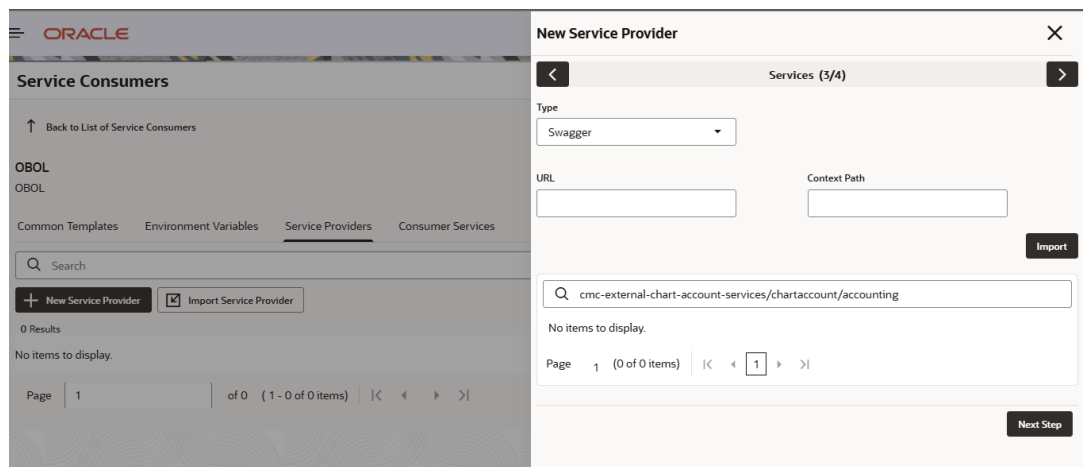 ORACLE
Service Consumers
Back to List of Service Consumers
OBOL
OBOL
Common Templates Environment Variables Service Providers Consumer Services
Search
New Service Provider Import Service Provider
0 Results
No items to display.
Page 1 of 0 ( 1 - 0 of 0 items)
New Service Provider
Services (3/4)
Type
Swagger
URL Context Path
Import
cmc-external-chart-account-services/chartaccount/accounting
No items to display.
Page 1 (0 of 0 items) 1
Next Step